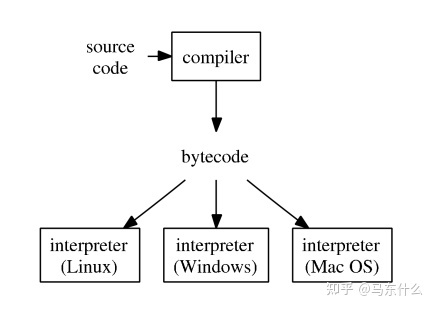 source
code
compiler
bytecode
interpreter
(Linux)
interpreter
(Windows)
interpreter
(Mac OS)
知乎 @马东什么